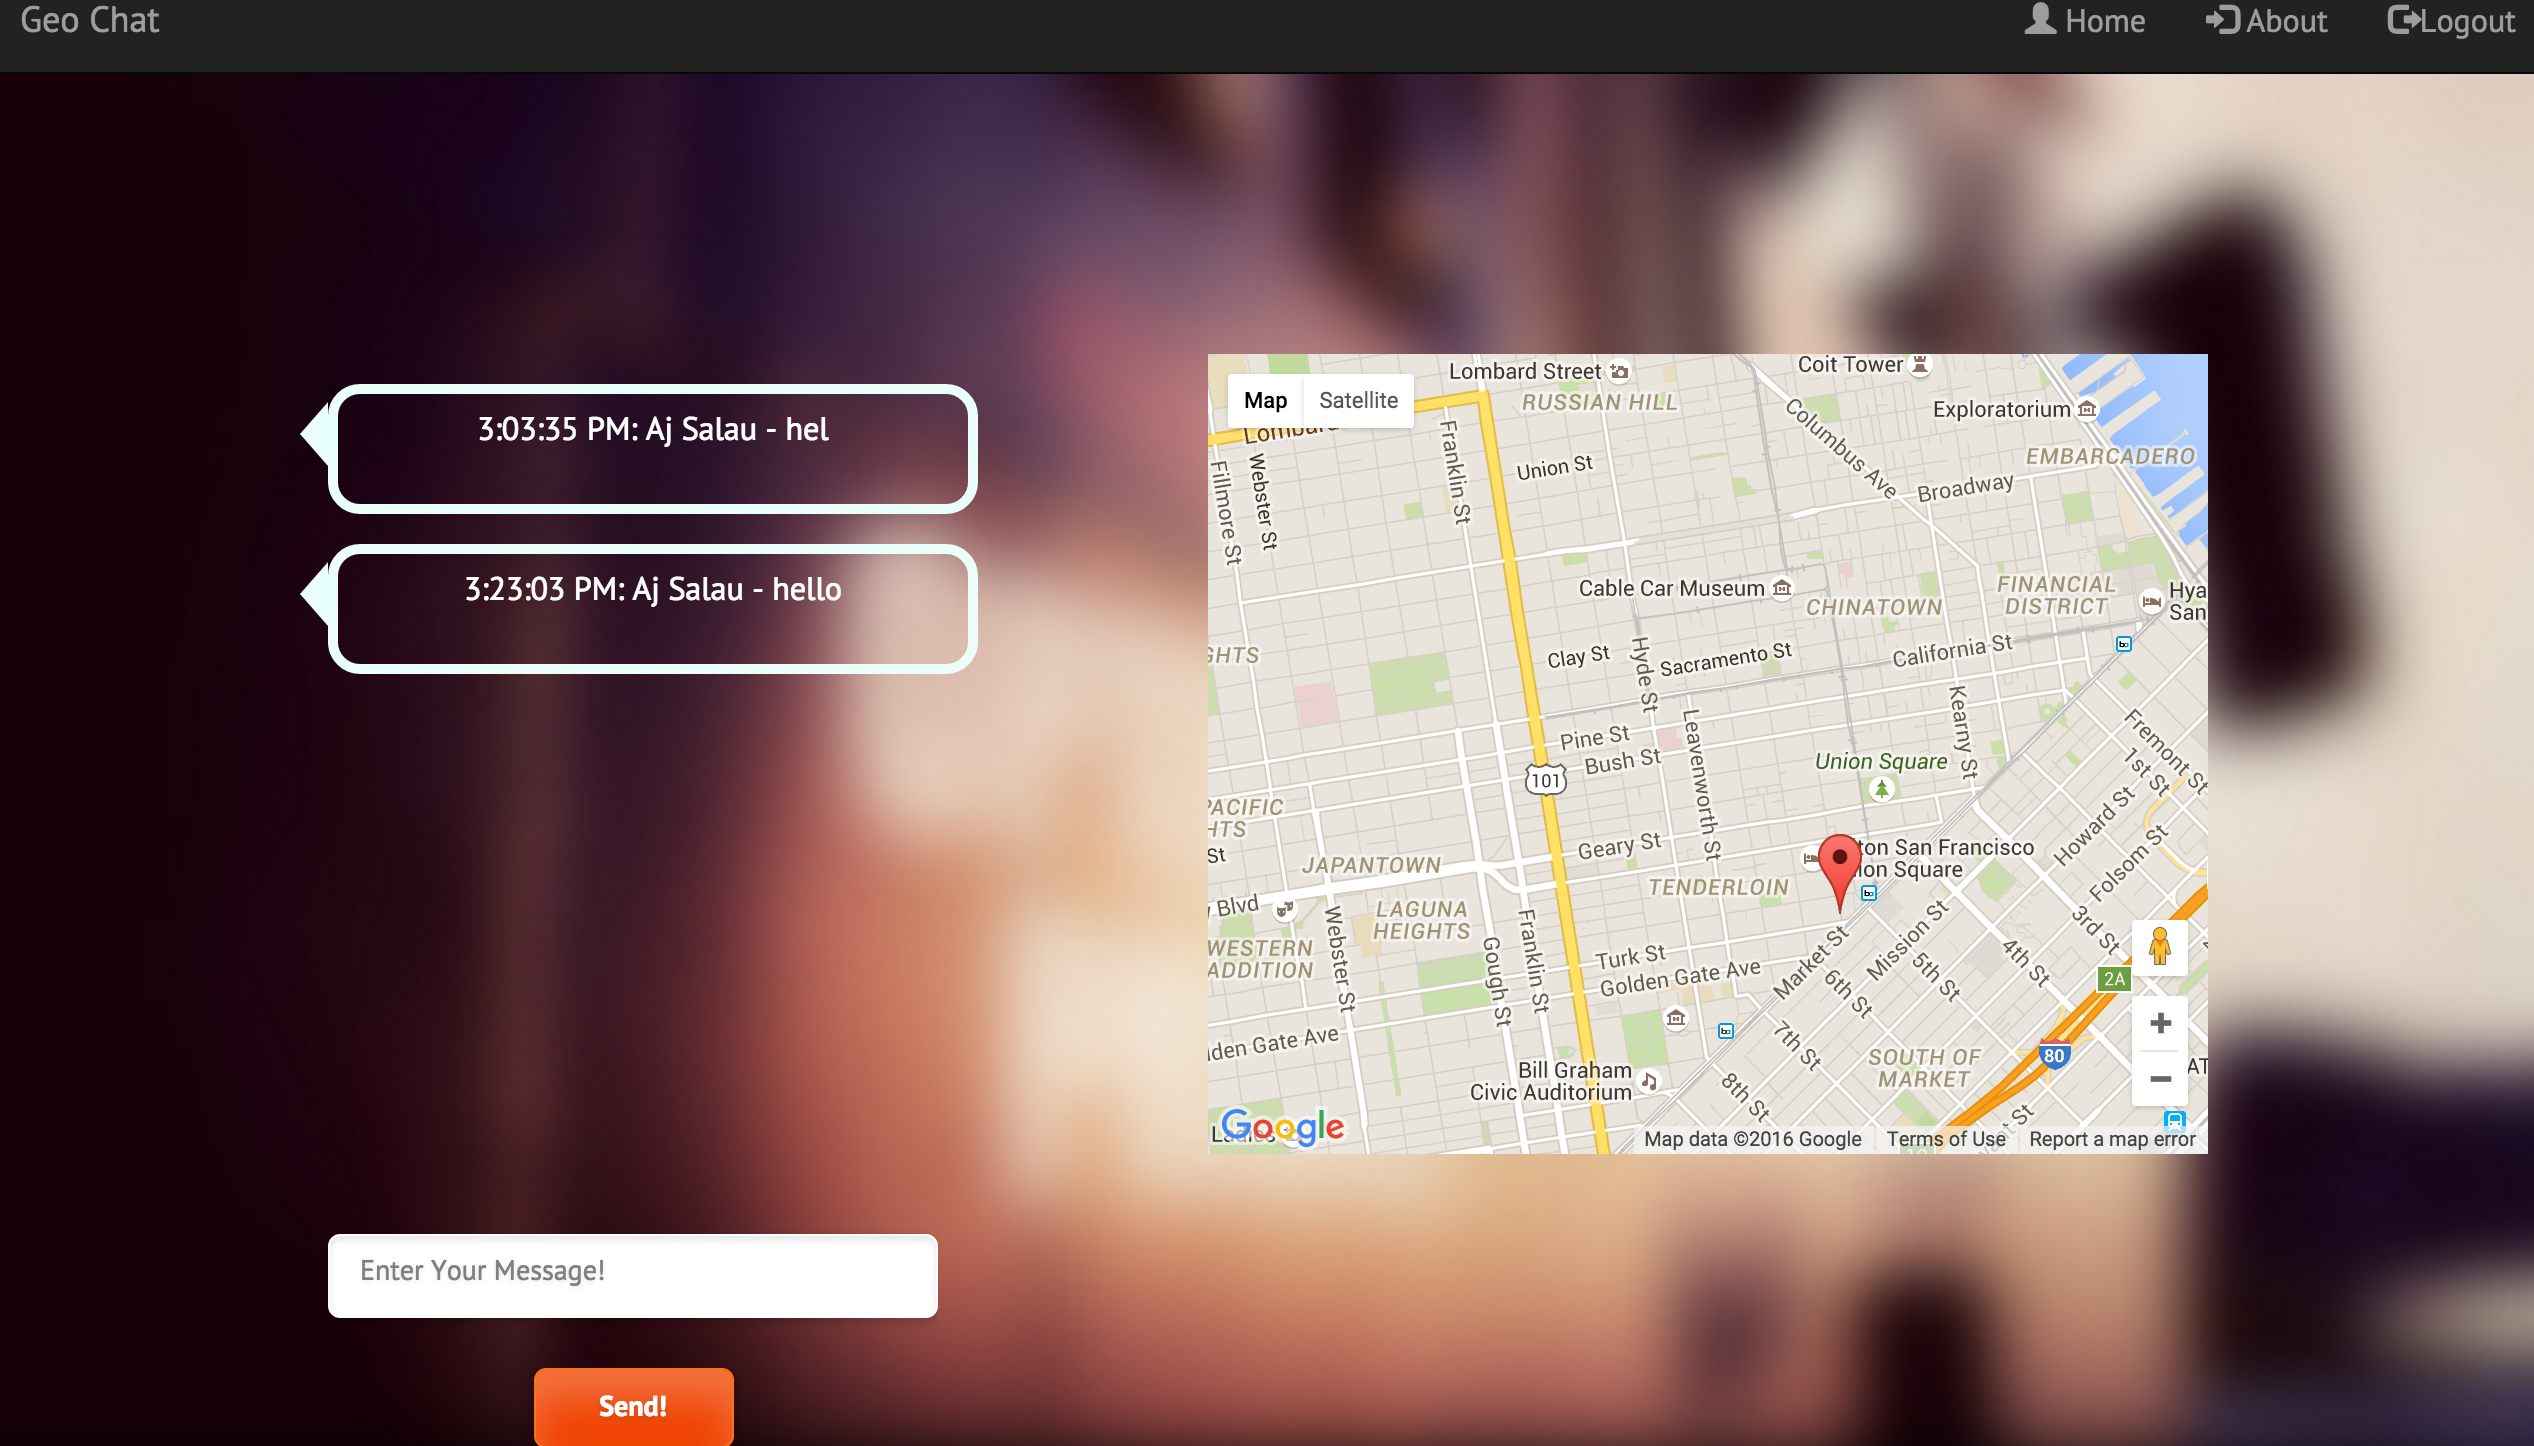 Geo Chat
Home
About
Logout
3:03:35 PM: Aj Salau - hel
3:23:03 PM: Aj Salau - hello
Enter Your Message!
Send!
Map
Satellite
Lombard Street
RUSSIAN HILL
Coit Tower
Exploratorium
EMBARCADERO
Columbus Ave
Broadway
Union St
Franklin St
Webster St
Fillmore St
Cable Car Museum
CHINATOWN
FINANCIAL
DISTRICT
Hya
San
GHTS
Clay St
Hyde St
Sacramento St
California St
Kearny St
Pine St
Bush St
Leavenworth St
101
Union Square
Fremont St
1st St
Howard St
Folsom St
PACIFIC
HTS
St
JAPANTOWN
Geary St
ton San Francisco
ion Square
TENDERLOIN
Blvd
LAGUNA
HEIGHTS
WESTERN
ADDITION
Webster St
Gough St
Franklin St
Turk St
Golden Gate Ave
Market St
Mission St
3rd St
4th St
5th St
6th St
7th St
8th St
2A
80
lden Gate Ave
SOUTH OF
MARKET
AT
Bill Graham
Civic Auditorium
Google
Map data ©2016 Google
Terms of Use
Report a map error